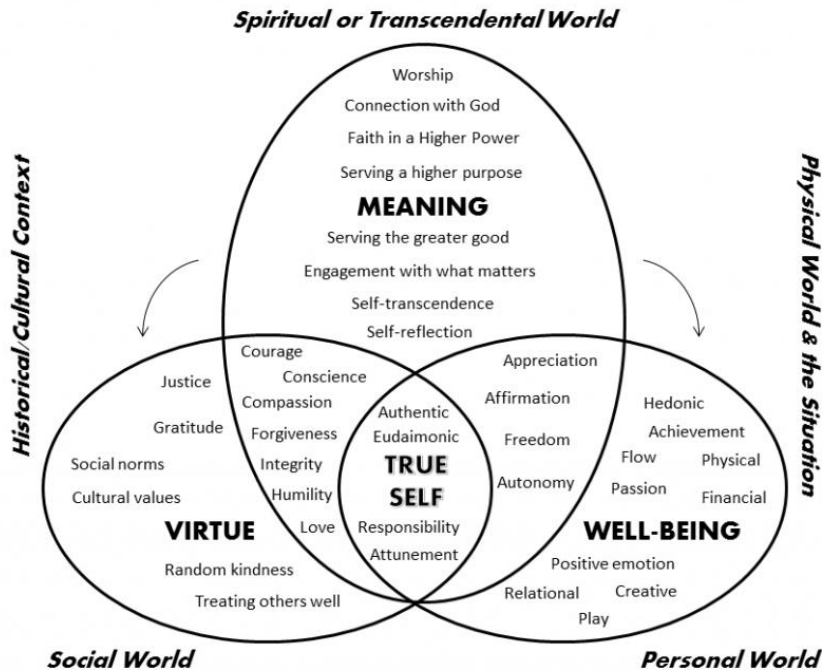 Spiritual or Transcendental World
Worship
Connection with God
Faith in a Higher Power
Serving a higher purpose
MEANING
Serving the greater good
Engagement with what matters
Self-transcendence
Self-reflection
Historical/Cultural Context
Physical World & the Situation
Courage
Conscience
Compassion
Forgiveness
Integrity
Humility
Love
Appreciation
Affirmation
Freedom
Autonomy
Authentic
Eudaimonic
TRUE
SELF
Responsibility
Attunement
Justice
Gratitude
Social norms
Cultural values
VIRTUE
Random kindness
Treating others well
Hedonic
Achievement
Flow
Physical
Passion
Financial
WELL-BEING
Positive emotion
Relational
Creative
Play
Social World
Personal World